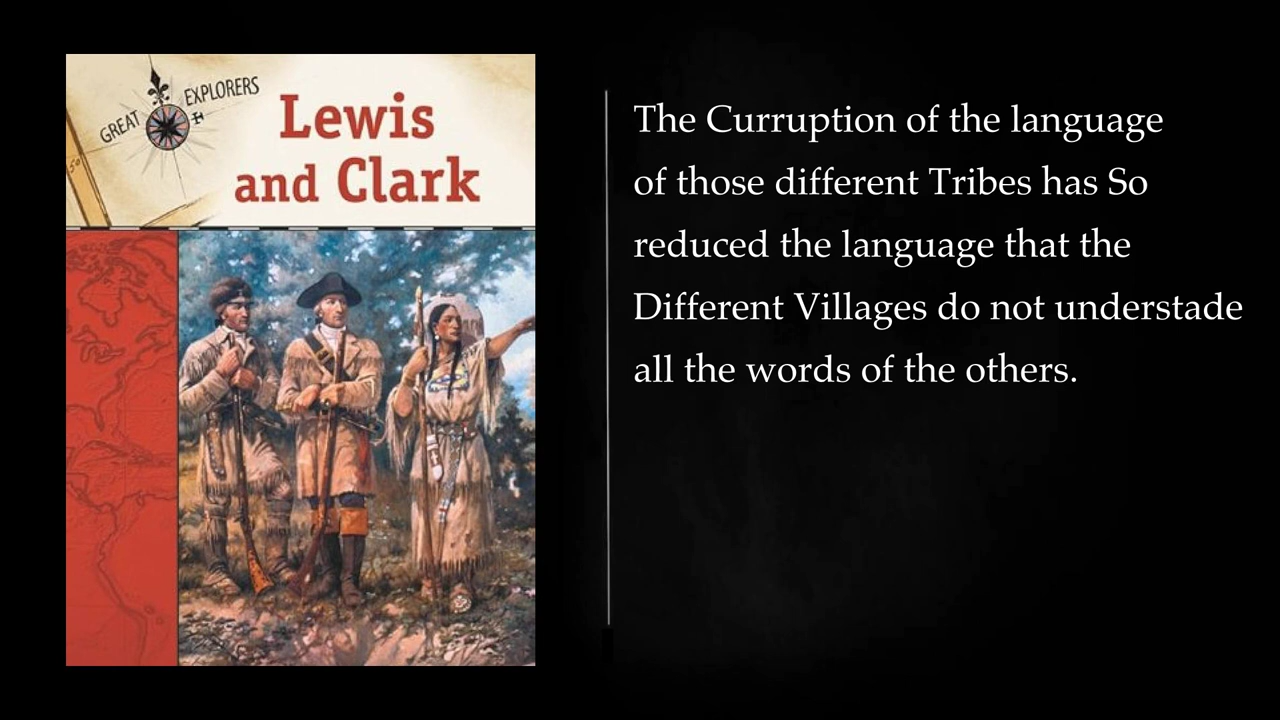 GREAT EXPLORERS
Lewis
and Clark
The Curruption of the language
of those different Tribes has So
reduced the language that the
Different Villages do not understade
all the words of the others.